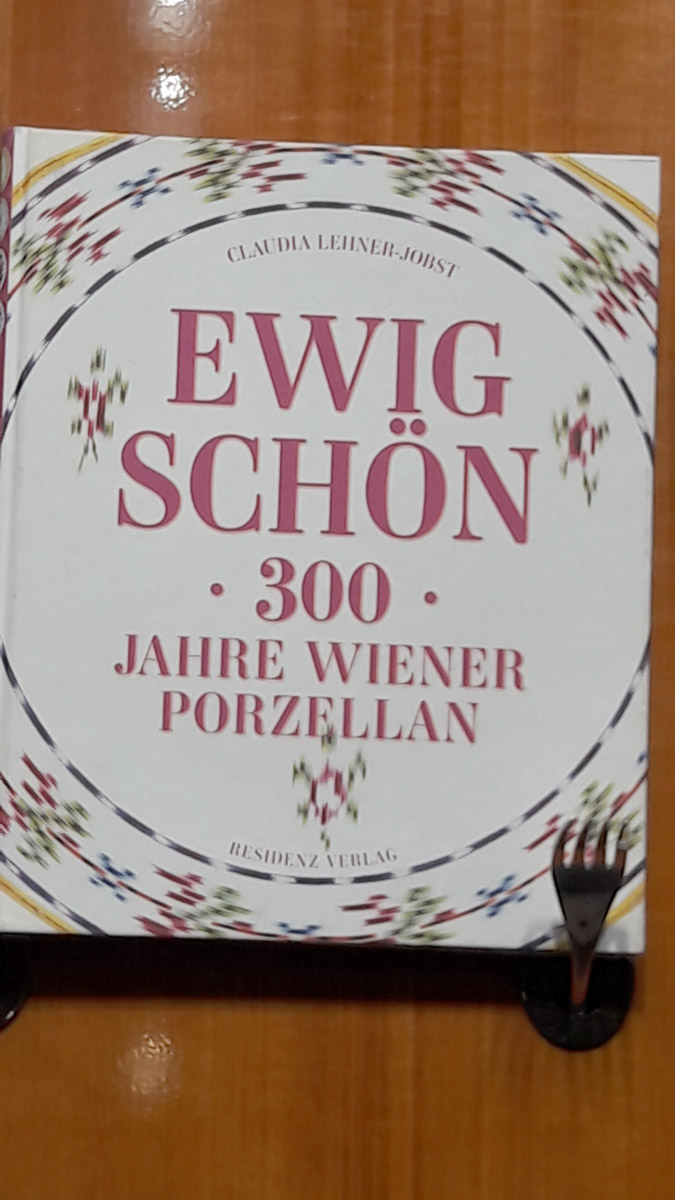 CLAUDIA LEHNER-JOBST
EWIG
SCHÖN
· 300 ·
JAHRE WIENER
PORZELLAN
RESIDENZ VERLAG